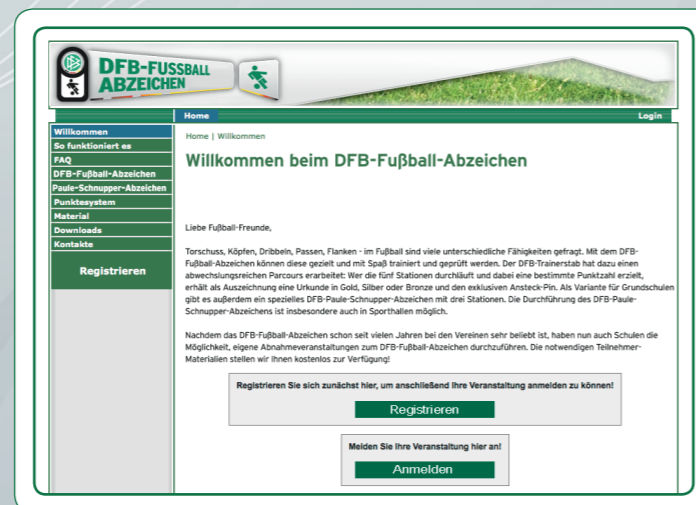 DFB-FUSSBALL
ABZEICHEN
Home
Login
Willkommen
So funktioniert es
FAQ
DFB-Fußball-Abzeichen
Paule-Schnupper-Abzeichen
Punktesystem
Material
Downloads
Kontakte
Registrieren
Home | Willkommen
Willkommen beim DFB-Fußball-Abzeichen
Liebe Fußball-Freunde,
Torschuss, Köpfen, Dribbeln, Passen, Flanken - im Fußball sind viele unterschiedliche Fähigkeiten gefragt. Mit dem DFB-
Fußball-Abzeichen können diese gezielt und mit Spaß trainiert und geprüft werden. Der DFB-Trainerstab hat dazu einen
abwechslungsreichen Parcours erarbeitet: Wer die fünf Stationen durchläuft und dabei eine bestimmte Punktzahl erzielt,
erhält als Auszeichnung eine Urkunde in Gold, Silber oder Bronze und den exklusiven Ansteck-Pin. Als Variante für Grundschulen
gibt es außerdem ein spezielles DFB-Paule-Schnupper-Abzeichen mit drei Stationen. Die Durchführung des DFB-Paule-
Schnupper-Abzeichens ist insbesondere auch in Sporthallen möglich.
Nachdem das DFB-Fußball-Abzeichen schon seit vielen Jahren bei den Vereinen sehr beliebt ist, haben nun auch Schulen die
Möglichkeit, eigene Abnahmeveranstaltungen zum DFB-Fußball-Abzeichen durchzuführen. Die notwendigen Teilnehmer-
Materialien stellen wir Ihnen kostenlos zur Verfügung!
Registrieren Sie sich zunächst hier, um anschließend Ihre Veranstaltung anmelden zu können!
Registrieren
Melden Sie Ihre Veranstaltung hier an!
Anmelden